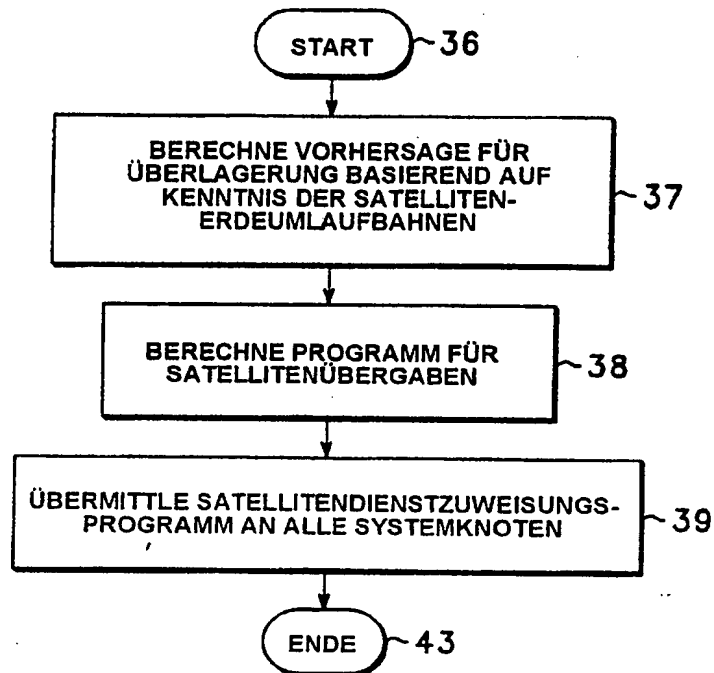 START
36
BERECHNE VORHERSAGE FÜR
ÜBERLAGERUNG BASIEREND AUF
KENNTNIS DER SATELLITEN-
ERDEUMLAUFBAHNEN
37
BERECHNE PROGRAMM FÜR
SATELLITENÜBERGABEN
38
ÜBERMITTLE SATELLITENDIENSTZUWEISUNGS-
PROGRAMM AN ALLE SYSTEMKNOTEN
39
ENDE
43